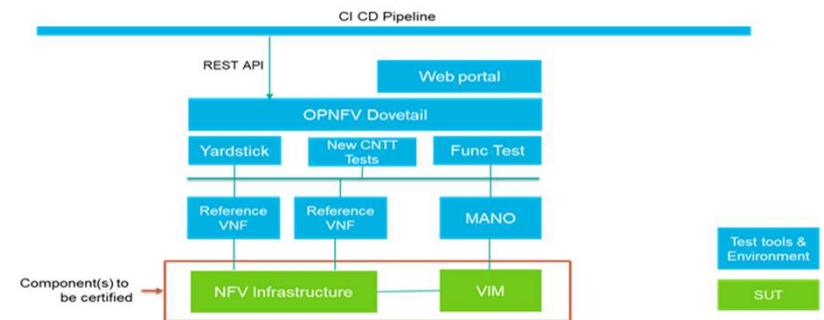 CI CD Pipeline
REST API
Web portal
OPNFV Dovetail
Yardstick
New CNTT
Tests
Func Test
Reference
VNF
Reference
VNF
MANO
Test tools &
Environment
Component(s) to
be certified
NFV Infrastructure
VIM
SUT